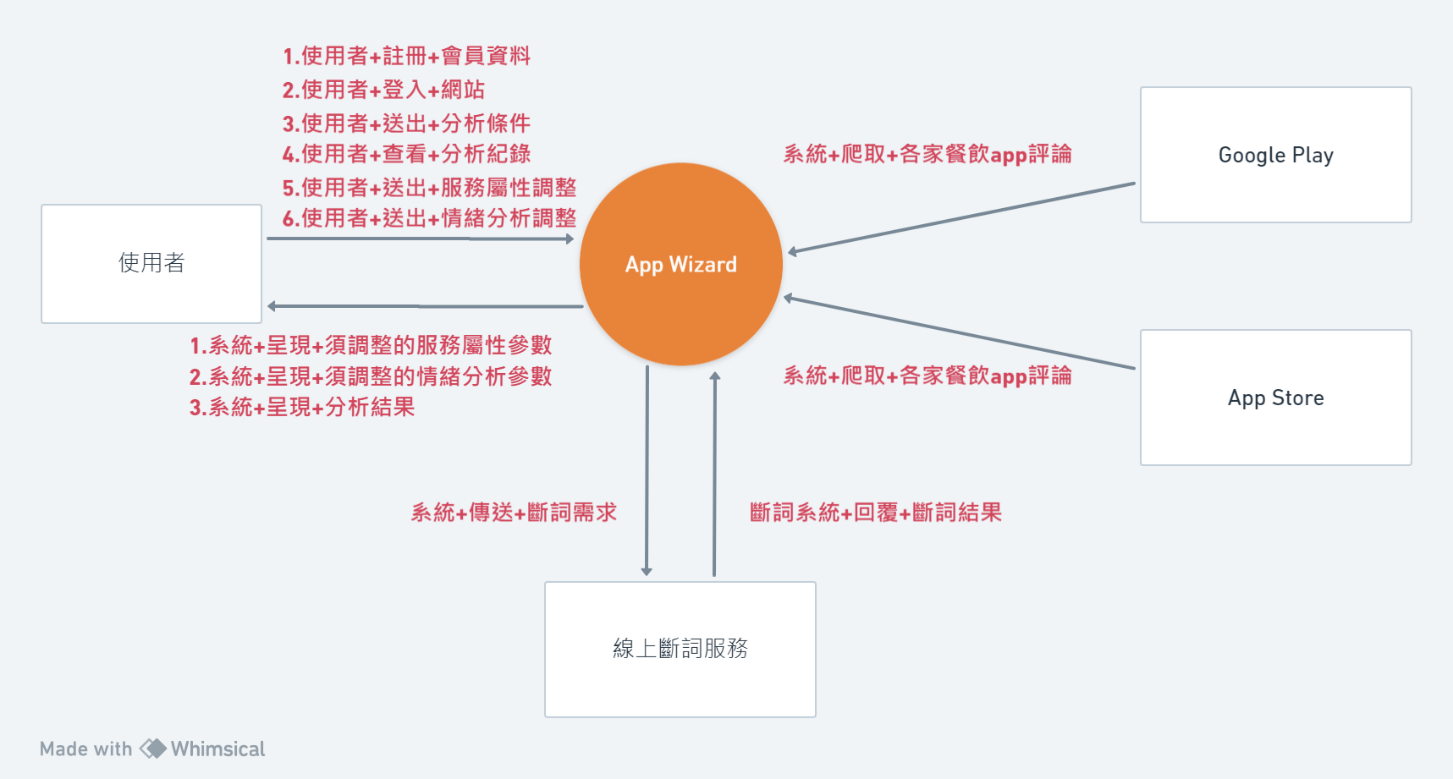 1.使用者+註冊+會員資料
2.使用者+登入+網站
3.使用者+送出+分析條件
4.使用者+查看+分析紀錄
5.使用者+送出+服務屬性調整
6.使用者+送出+情緒分析調整
系統+爬取+各家餐飲app評論
Google Play
使用者
App Wizard
1.系統+呈現+須調整的服務屬性參數
2.系統+呈現+須調整的情緒分析參數
3.系統+呈現+分析結果
系統+爬取+各家餐飲app評論
App Store
系統+傳送+斷詞需求
斷詞系統+回覆+斷詞結果
線上斷詞服務
Made with Whimsical